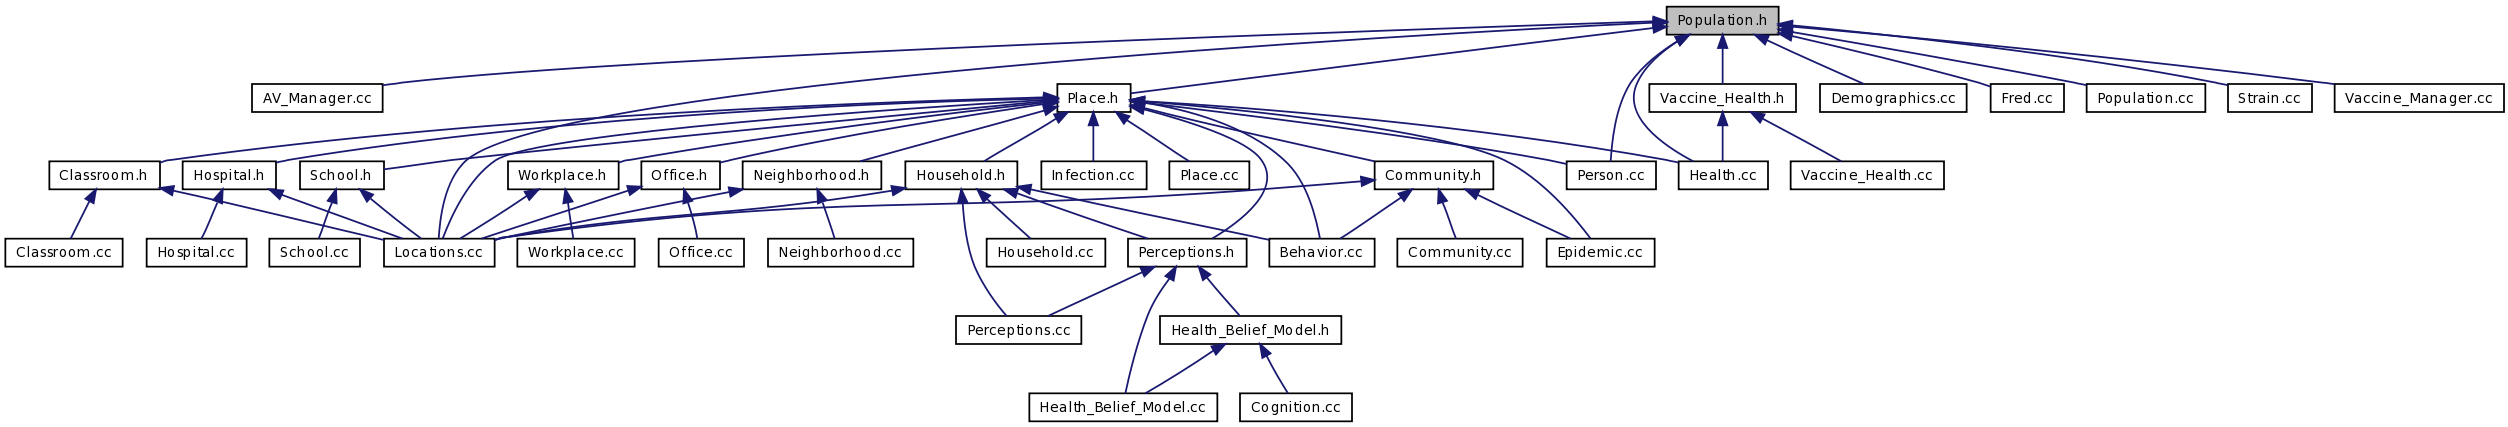 Population.h
AV_Manager.cc
Place.h
Vaccine_Health.h
Demographics.cc
Fred.cc
Population.cc
Strain.cc
Vaccine_Manager.cc
Classroom.h
Hospital.h
School.h
Workplace.h
Office.h
Neighborhood.h
Household.h
Infection.cc
Place.cc
Community.h
Person.cc
Health.cc
Vaccine_Health.cc
Classroom.cc
Hospital.cc
School.cc
Locations.cc
Workplace.cc
Office.cc
Neighborhood.cc
Household.cc
Perceptions.h
Behavior.cc
Community.cc
Epidemic.cc
Perceptions.cc
Health_Belief_Model.h
Health_Belief_Model.cc
Cognition.cc